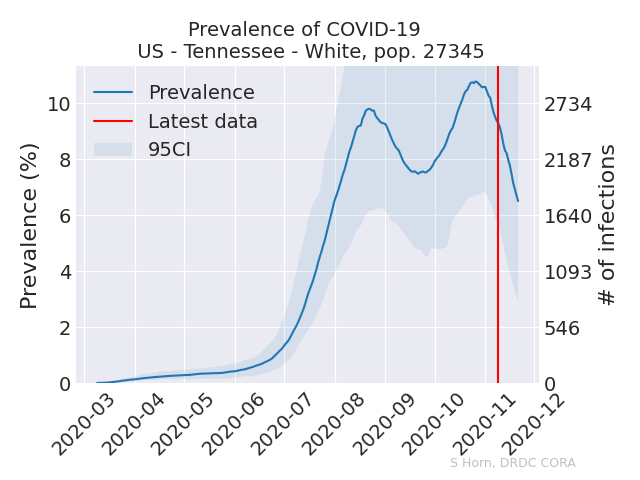 Prevalence of COVID-19
US - Tennessee - White, pop. 27345
Prevalence
Latest data
95CI
Prevalence (%)
10
8
6
4
2
0
# of infections
2734
2187
1640
1093
546
0
2020-03
2020-04
2020-05
2020-06
2020-07
2020-08
2020-09
2020-10
2020-11
2020-12
S Horn, DRDC CORA